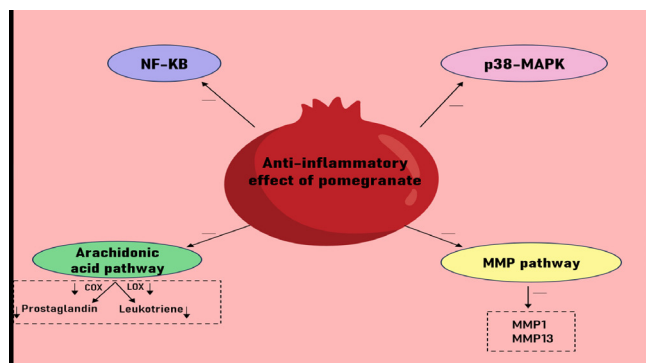 NF-KB
p38-MAPK
Anti-inflammatory
effect of pomegranate
Arachidonic
acid pathway
MMP pathway
COX LOX
Prostaglandin Leukotriene
MMP1
MMP13